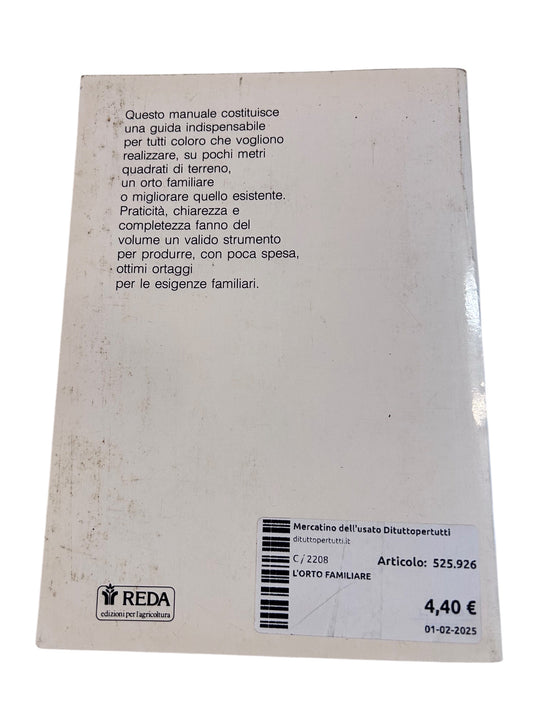 Questo manuale costituisce
una guida indispensabile
per tutti coloro che vogliono
realizzare, su pochi metri
quadrati di terreno,
un orto familiare
o migliorare quello esistente.
Praticità, chiarezza e
completezza fanno del
volume un valido strumento
per produrre, con poca spesa,
ottimi ortaggi
per le esigenze familiari.
REDA
edizioni per l'agricoltura
Mercatino dell'usato Dituttopertutti
dituttopertutti.it
C / 2208 Articolo: 525.926
L'ORTO FAMILIARE
4,40 €
01-02-2025